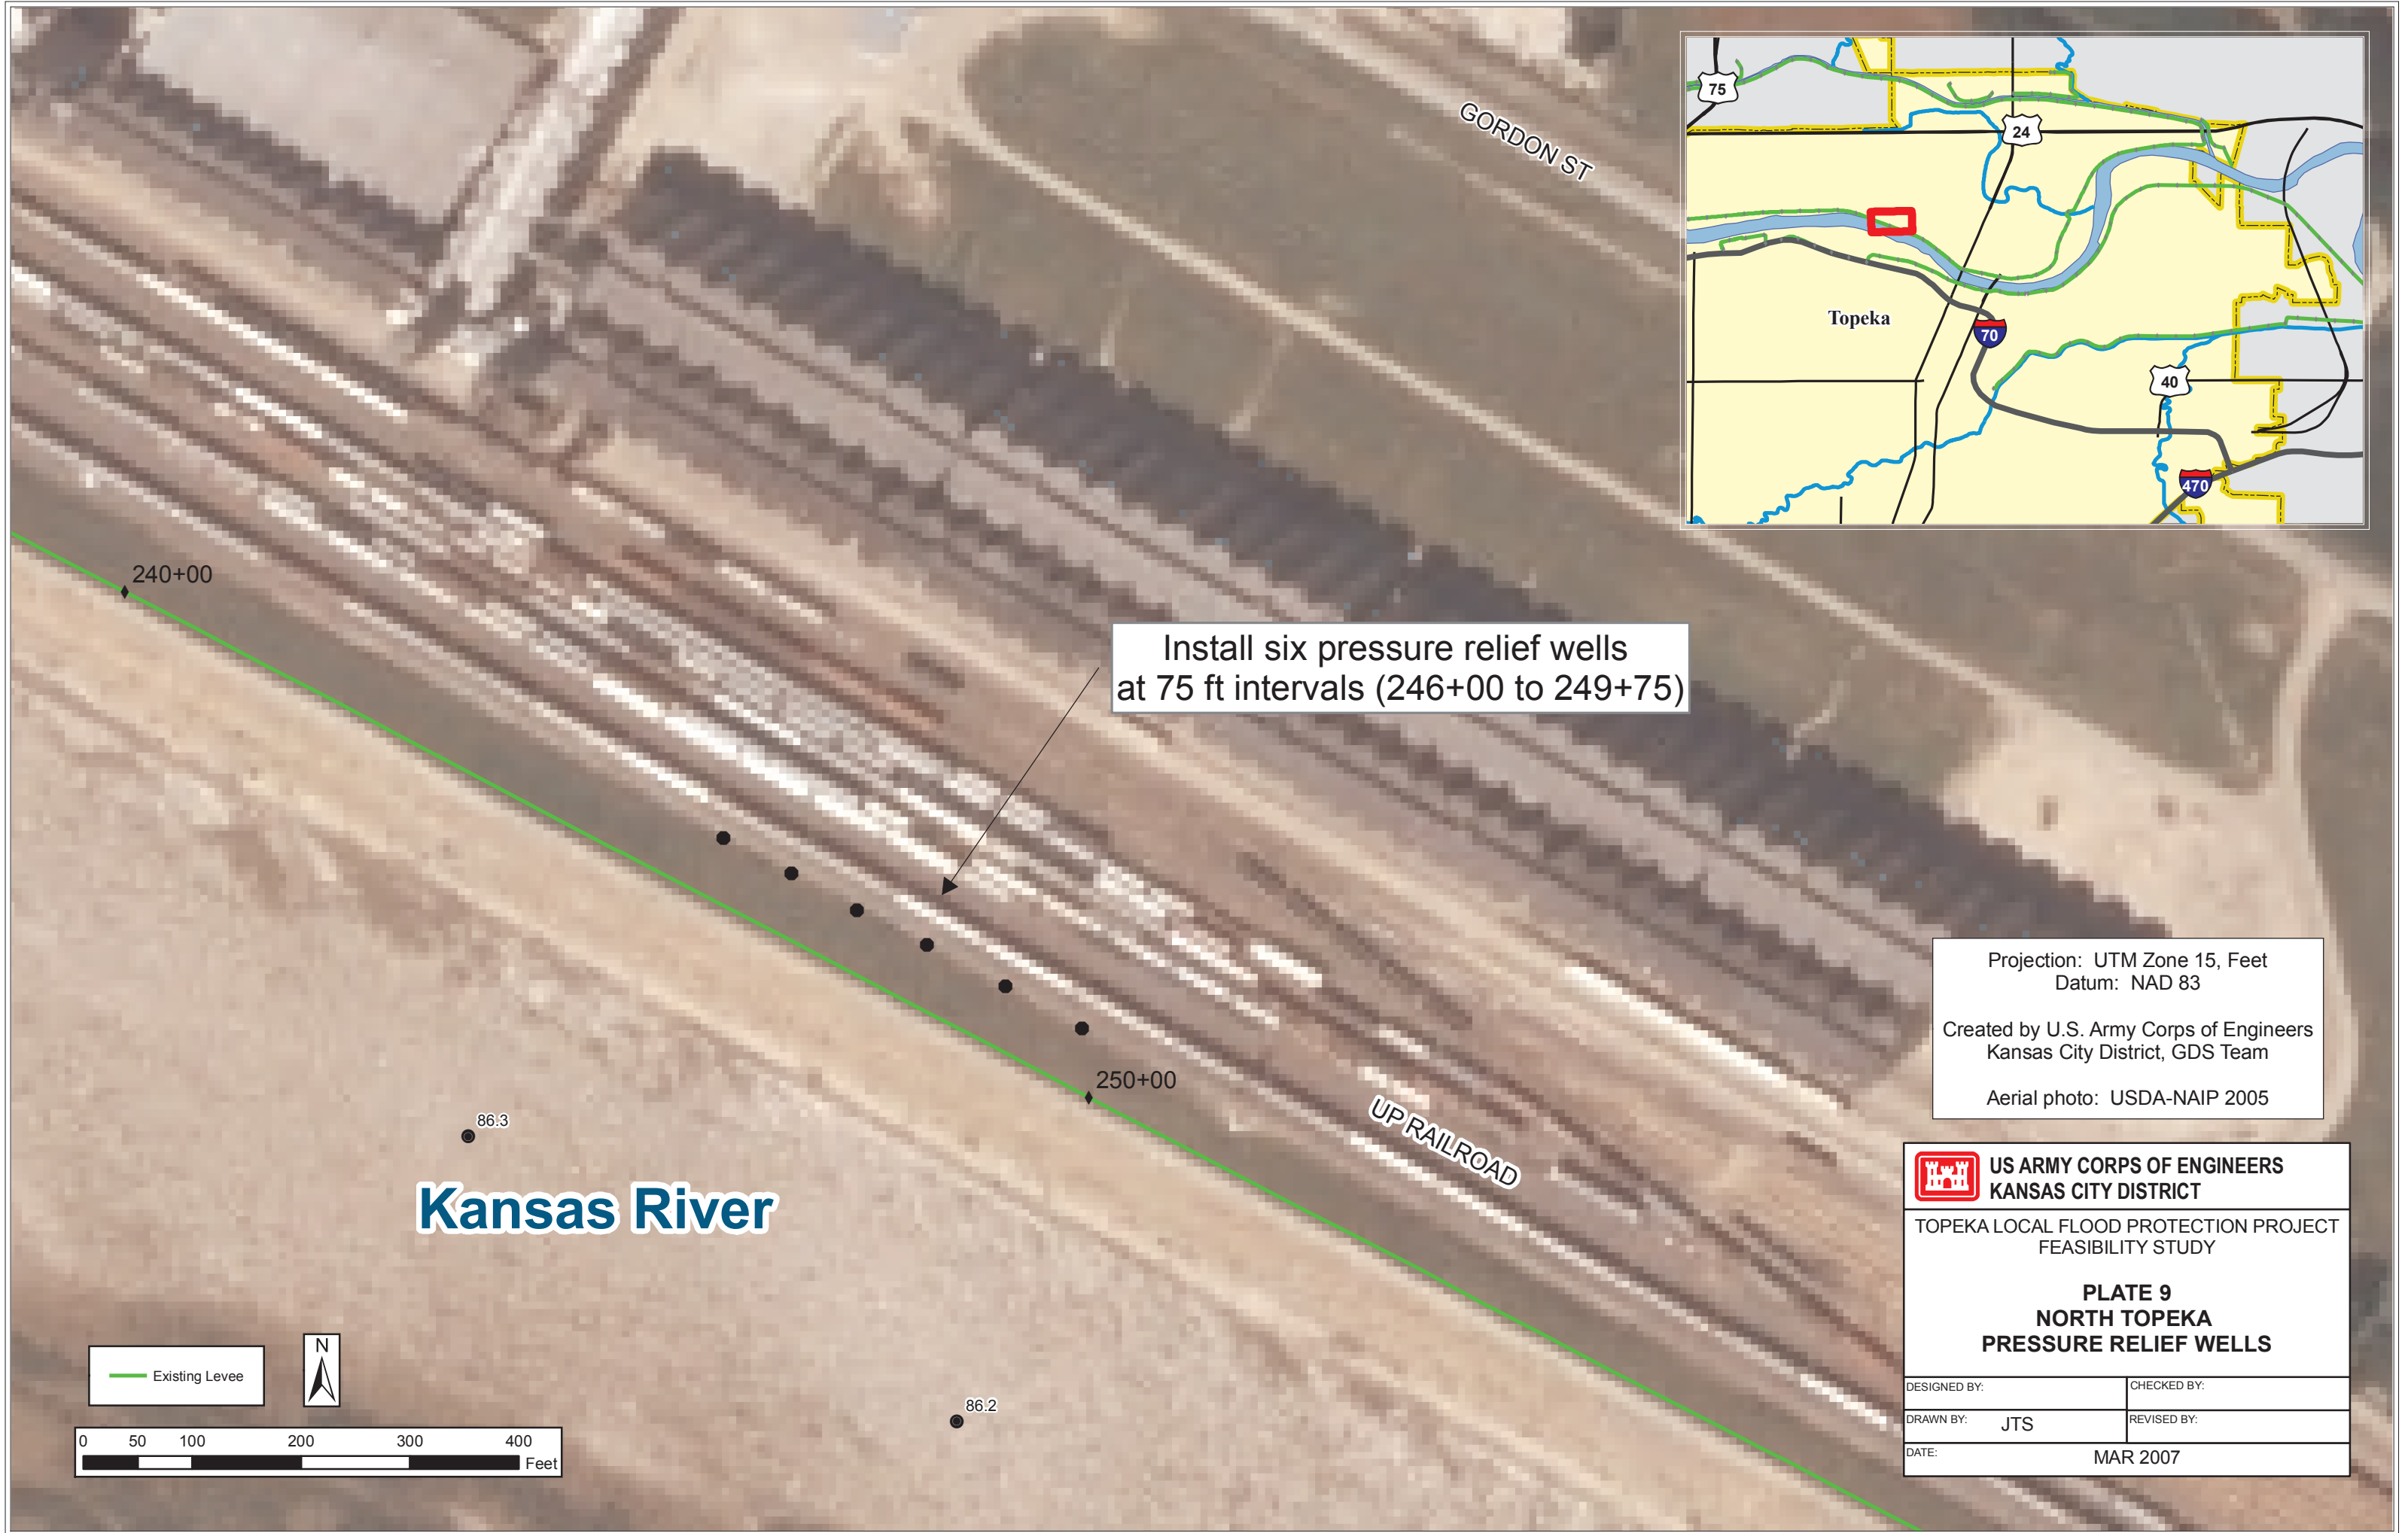 GORDON ST
75
24
Topeka
70
40
470
240+00
Install six pressure relief wells
at 75 ft intervals (246+00 to 249+75)
250+00
UP RAILROAD
86.3
Kansas River
86.2
Projection: UTM Zone 15, Feet
Datum: NAD 83
Created by U.S. Army Corps of Engineers
Kansas City District, GDS Team
Aerial photo: USDA-NAIP 2005
US ARMY CORPS OF ENGINEERS
KANSAS CITY DISTRICT
TOPEKA LOCAL FLOOD PROTECTION PROJECT
FEASIBILITY STUDY
PLATE 9
NORTH TOPEKA
PRESSURE RELIEF WELLS
DESIGNED BY: CHECKED BY:
DRAWN BY: JTS REVISED BY:
DATE: MAR 2007
Existing Levee
N
0 50 100 200 300 400
Feet